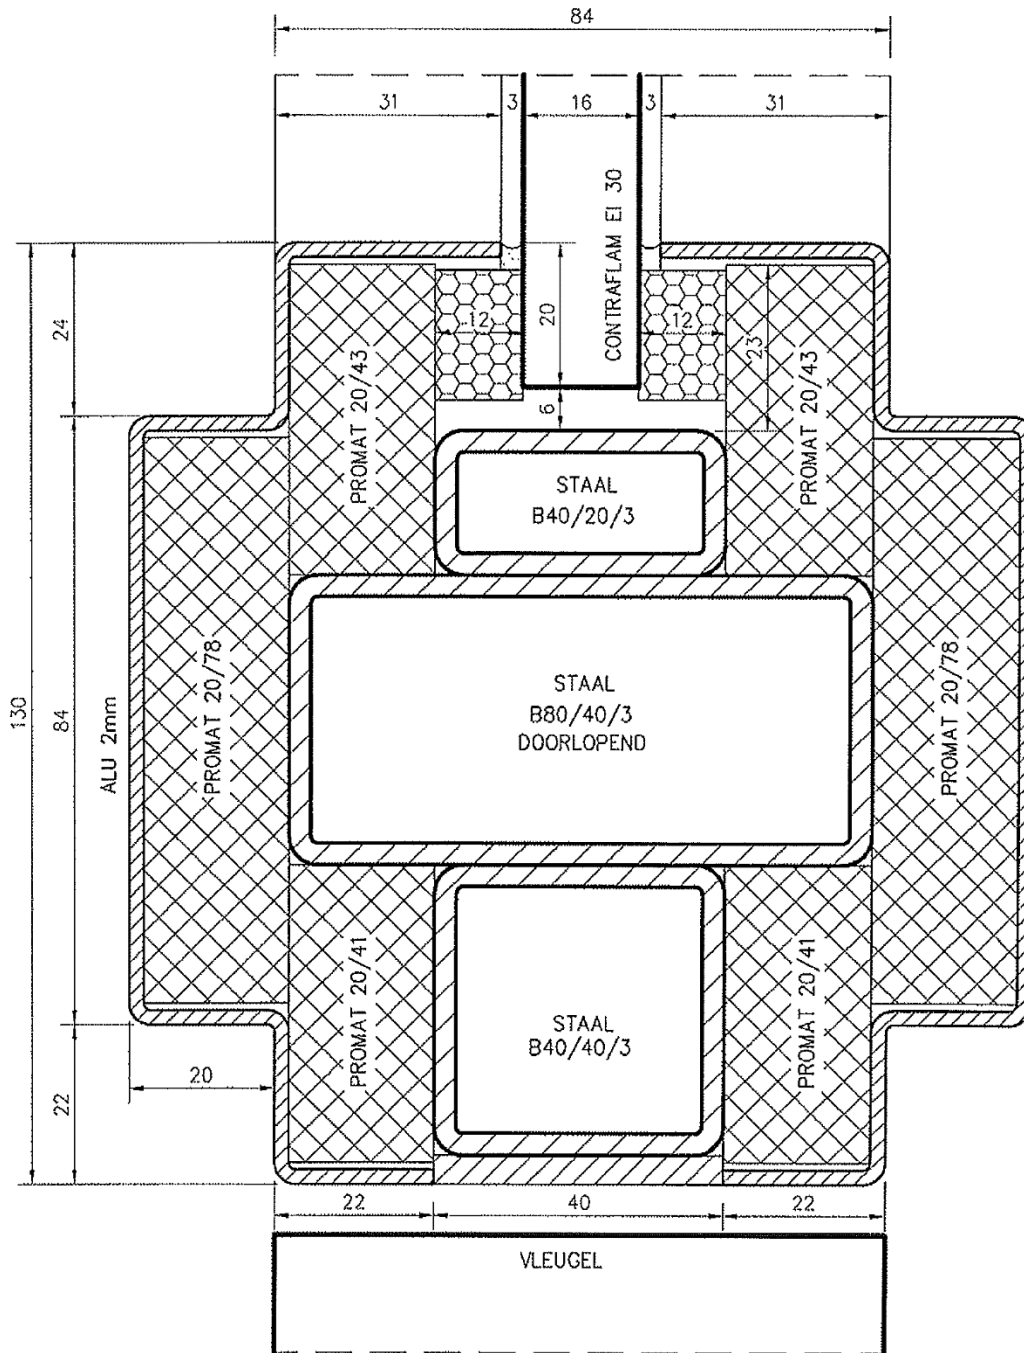 84
31
3
16
3
31
CONTRAFLAM EI 30
24
20
12
12
23
6
PROMAT 20/43
PROMAT 20/43
STAAL
B40/20/3
130
84
ALU 2mm
PROMAT 20/78
STAAL
B80/40/3
DOORLOPEND
PROMAT 20/78
PROMAT 20/41
STAAL
B40/40/3
PROMAT 20/41
20
22
22
40
22
VLEUGEL